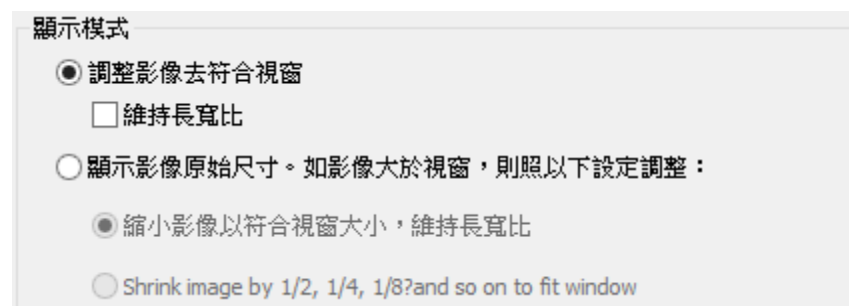 顯示模式
調整影像去符合視窗
維持長寬比
顯示影像原始尺寸。如影像大於視窗，則照以下設定調整：
縮小影像以符合視窗大小，維持長寬比
Shrink image by 1/2, 1/4, 1/8?and so on to fit window